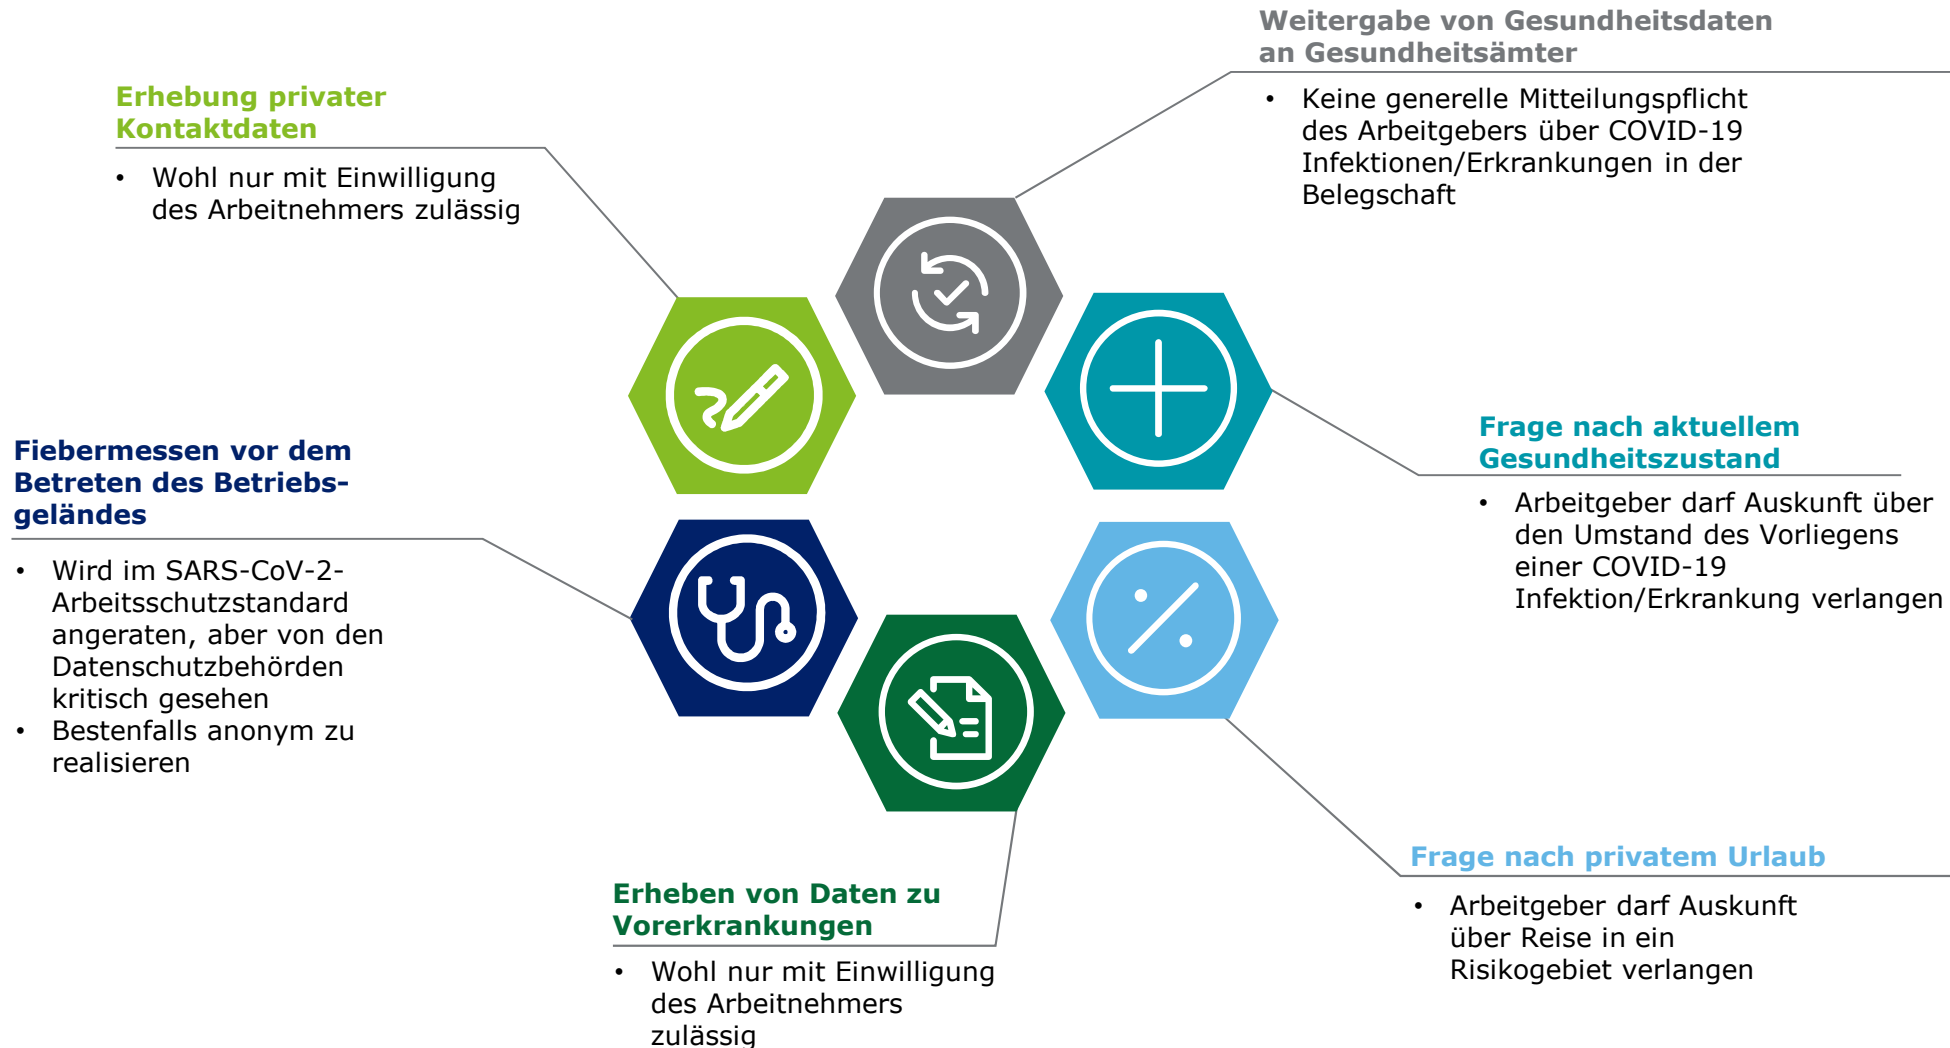 Weitergabe von Gesundheitsdaten
an Gesundheitsämter
• Keine generelle Mitteilungspflicht
des Arbeitgebers über COVID-19
Infektionen/Erkrankungen in der
Belegschaft
Erhebung privater
Kontaktdaten
• Wohl nur mit Einwilligung
des Arbeitnehmers zulässig
Frage nach aktuellem
Gesundheitszustand
• Arbeitgeber darf Auskunft über
den Umstand des Vorliegens
einer COVID-19
Infektion/Erkrankung verlangen
Fiebermessen vor dem
Betreten des Betriebs-
geländes
• Wird im SARS-CoV-2-
Arbeitsschutzstandard
angeraten, aber von den
Datenschutzbehörden
kritisch gesehen
• Bestenfalls anonym zu
realisieren
Frage nach privatem Urlaub
• Arbeitgeber darf Auskunft
über Reise in ein
Risikogebiet verlangen
Erheben von Daten zu
Vorerkrankungen
• Wohl nur mit Einwilligung
des Arbeitnehmers
zulässig